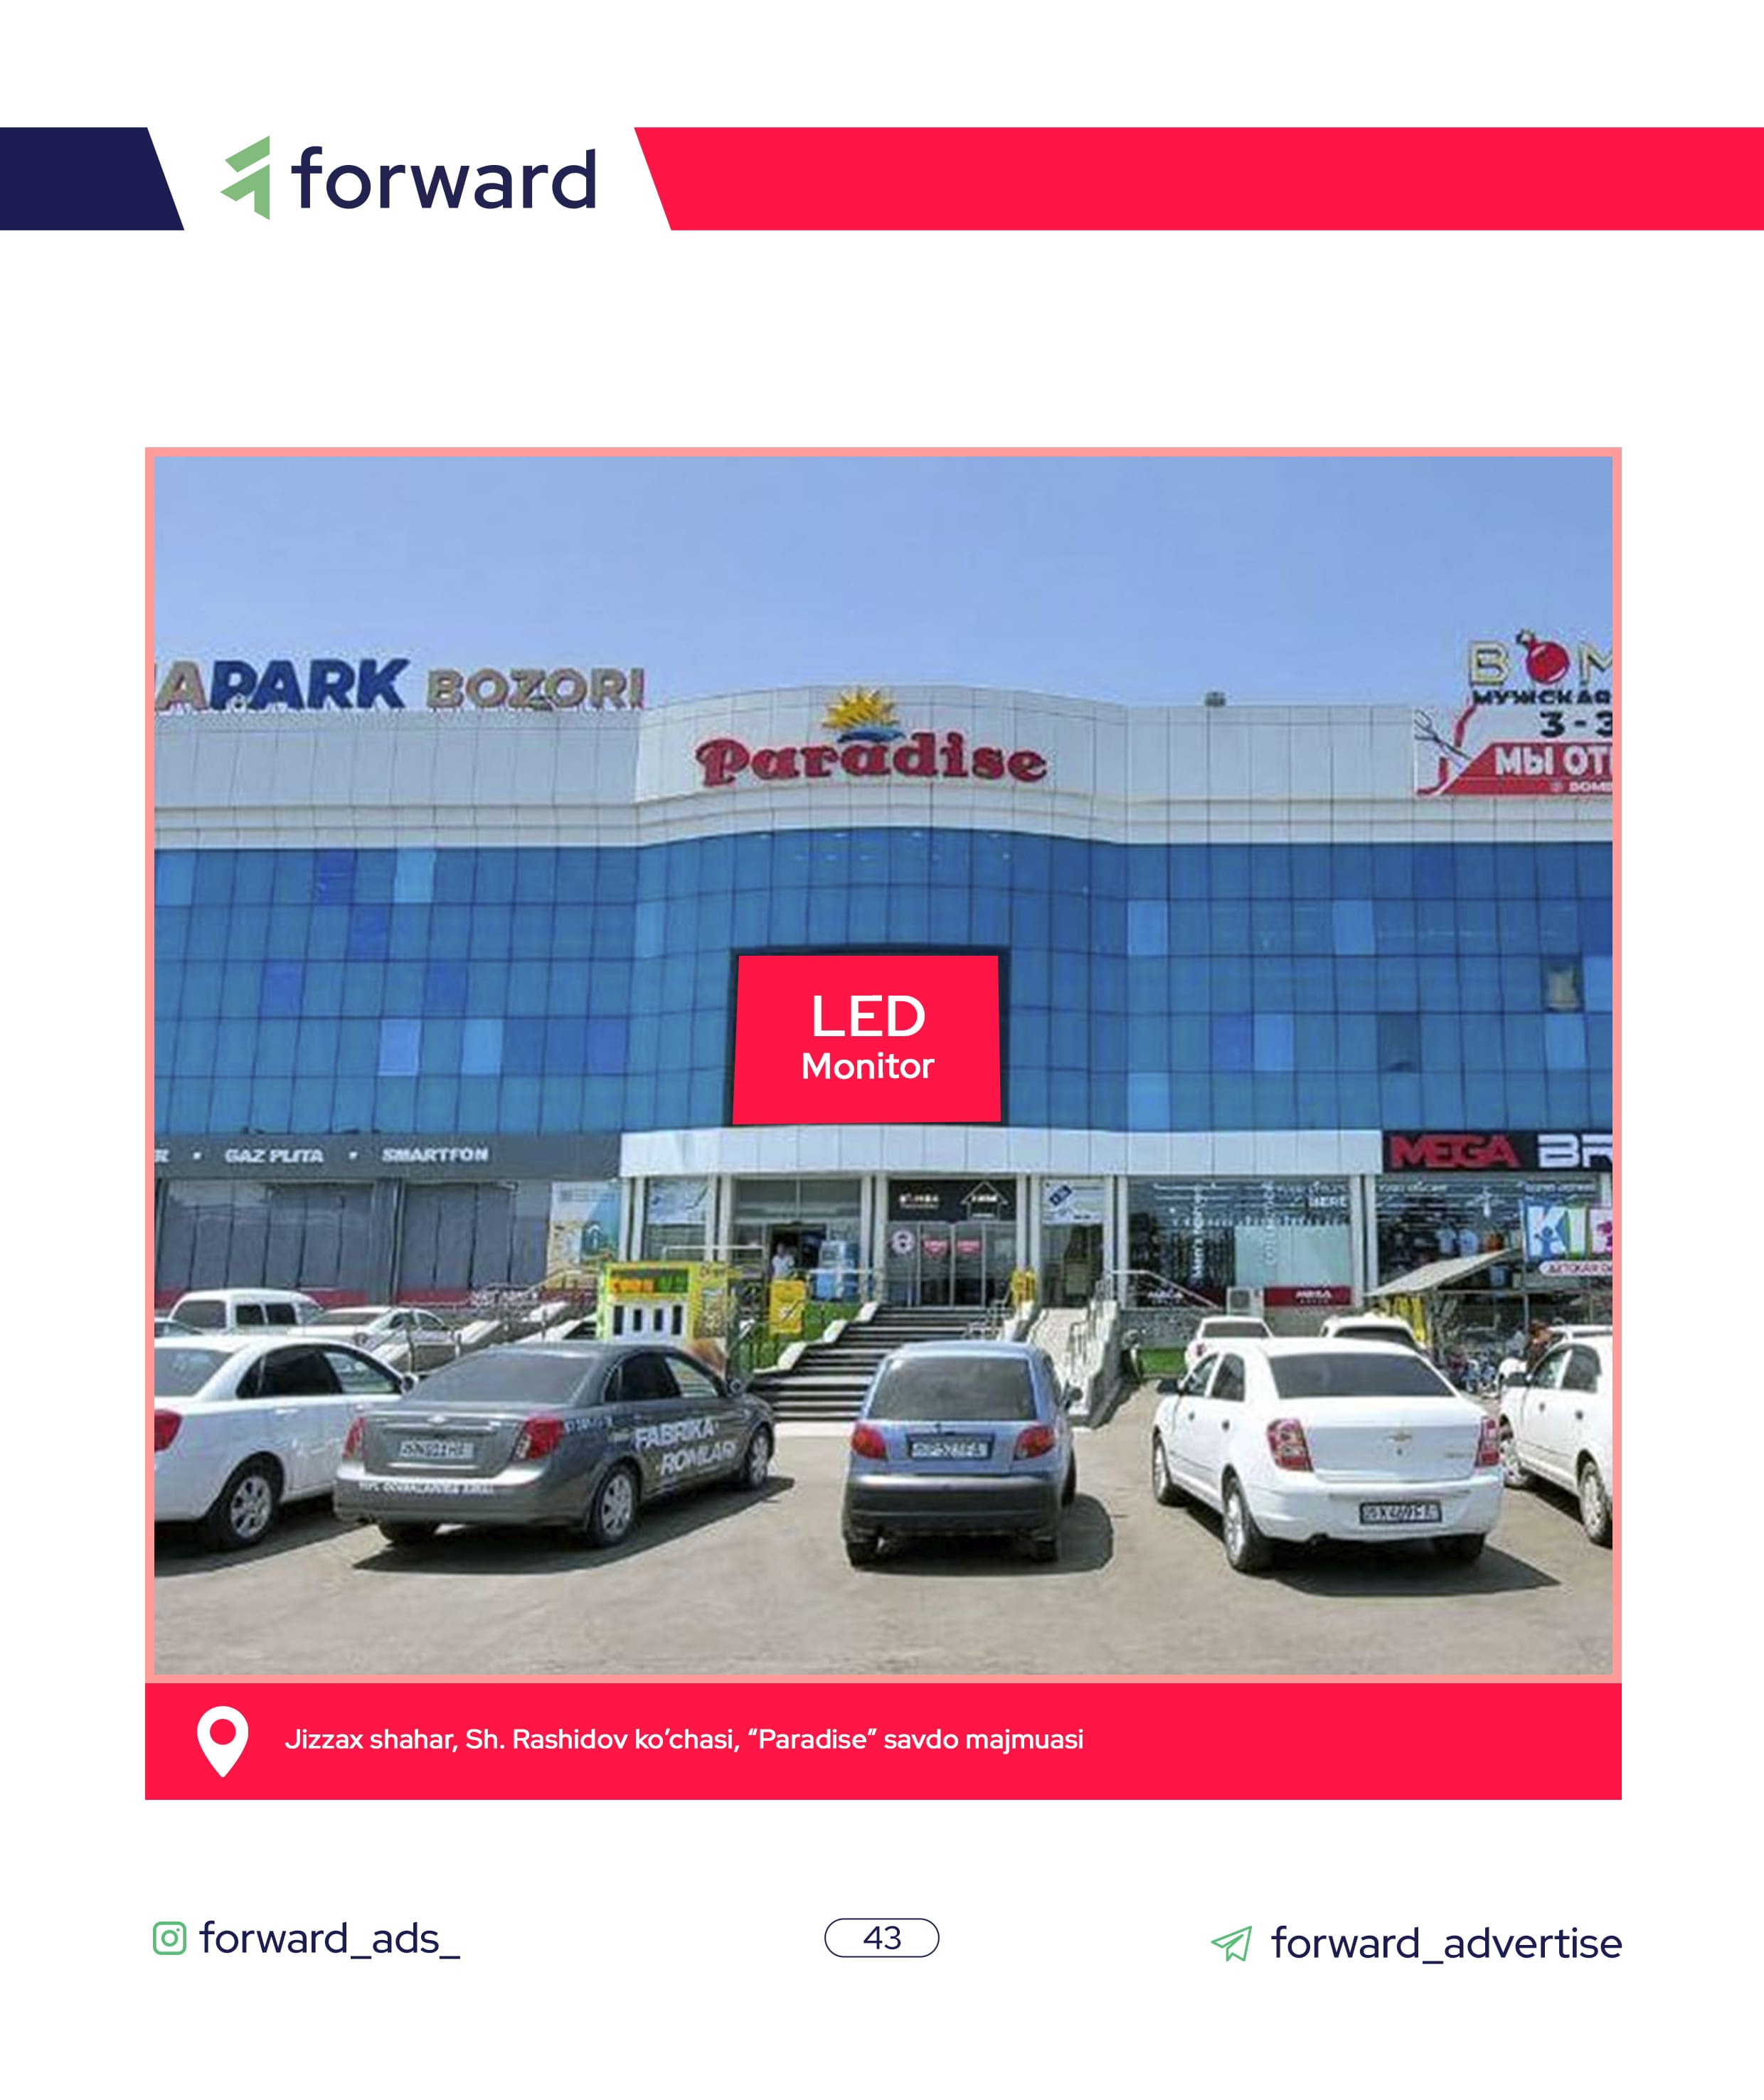 forward
APARK BOZORI
Paradise
МУЖСКАЯ
3 - 3
МЫ ОТ
LED
Monitor
GAZ PLITA • SMARTFON
MEGA
FABRIKA
ROMLARI
Jizzax shahar, Sh. Rashidov ko‘chasi, “Paradise” savdo majmuasi
forward_ads_
43
forward_advertise